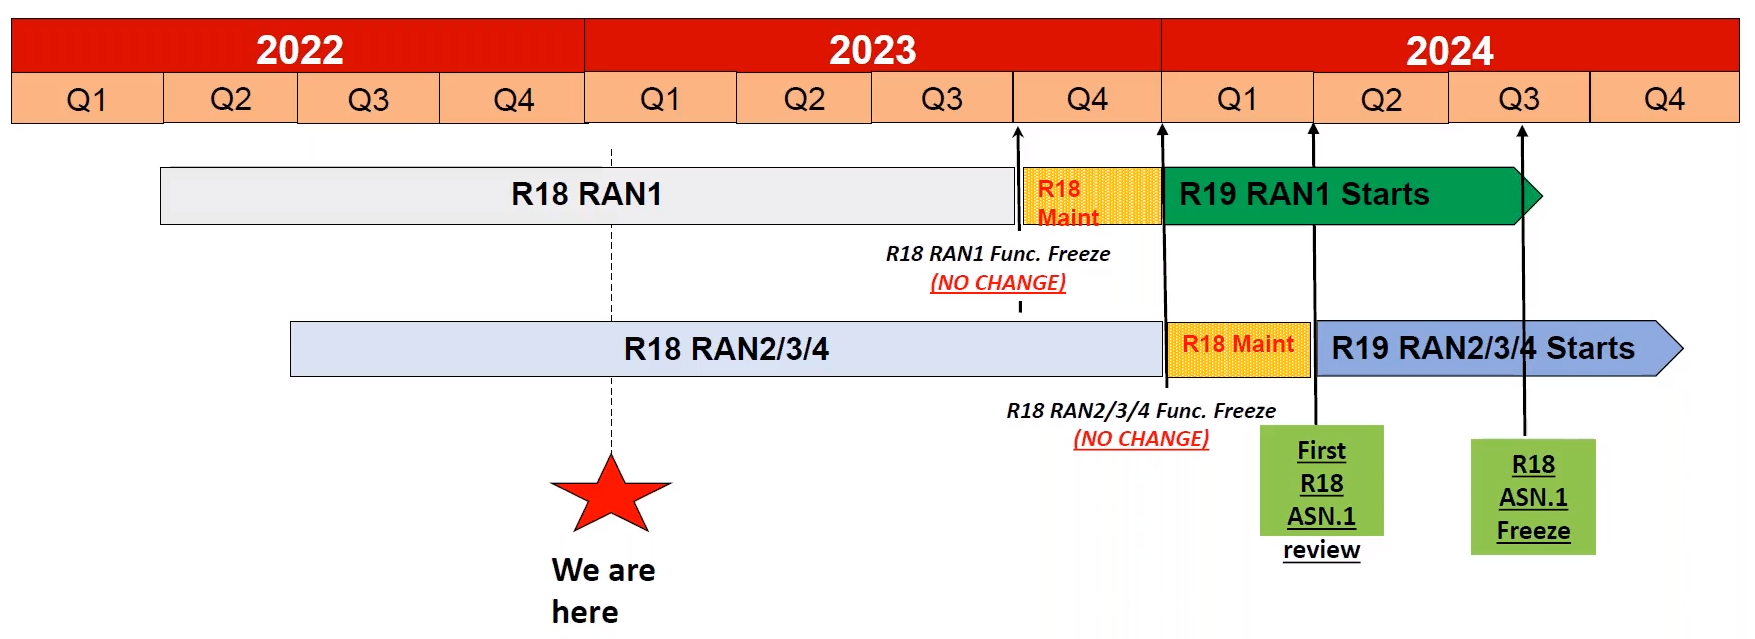 2022 2023 2024
Q1 Q2 Q3 Q4 Q1 Q2 Q3 Q4 Q1 Q2 Q3 Q4
R18 RAN1
R18
Maint
R19 RAN1 Starts
R18 RAN1 Func. Freeze
(NO CHANGE)
R18 RAN2/3/4
R18 Maint
R19 RAN2/3/4 Starts
R18 RAN2/3/4 Func. Freeze
(NO CHANGE)
First
R18
ASN.1
review
R18
ASN.1
Freeze
We are
here